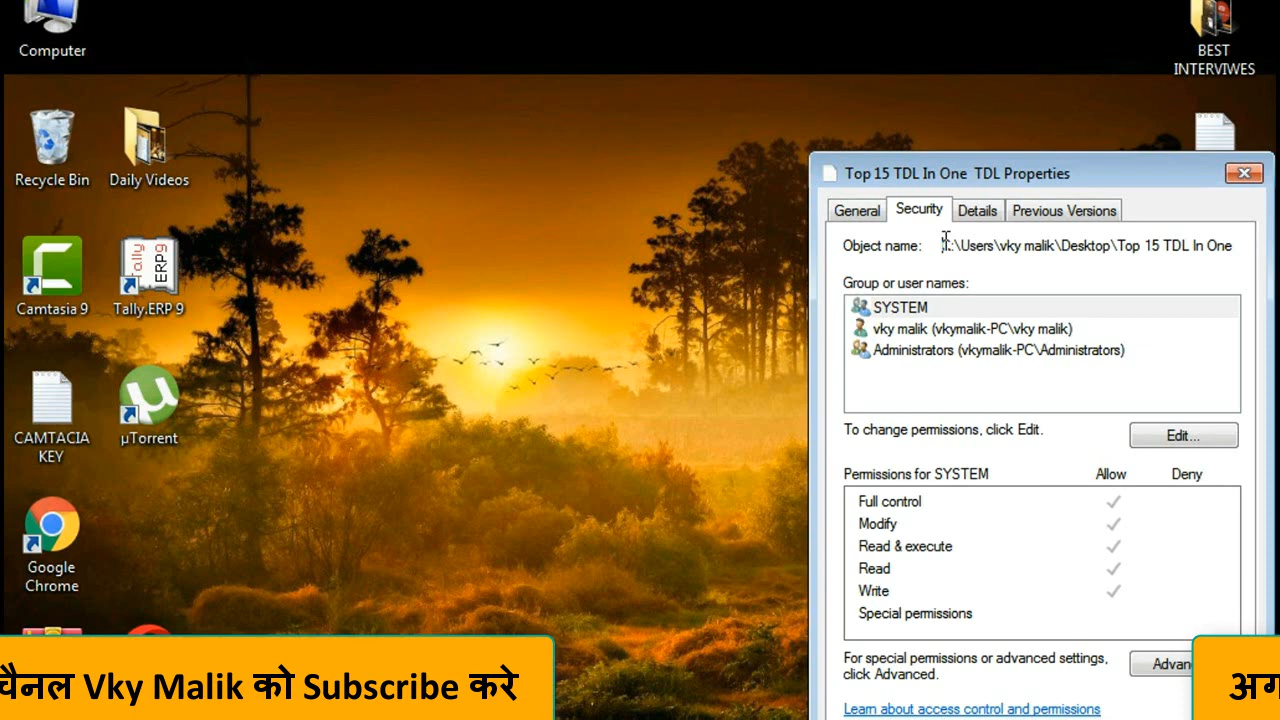 Computer
BEST
INTERVIWES
Recycle Bin
Daily Videos
Camtasia 9
Tally.ERP 9
CAMTACIA
KEY
µTorrent
Google
Chrome
Top 15 TDL In One TDL Properties
General
Security
Details
Previous Versions
Object name:
:\Users\vky malik\Desktop\Top 15 TDL In One
Group or user names:
SYSTEM
vky malik (vkymalik-PC\vky malik)
Administrators (vkymalik-PC\Administrators)
To change permissions, click Edit.
Edit...
Permissions for SYSTEM
Allow
Deny
Full control
Modify
Read & execute
Read
Write
Special permissions
For special permissions or advanced settings,
click Advanced.
Advan
Learn about access control and permissions
चैनल Vky Malik को Subscribe करे
अग